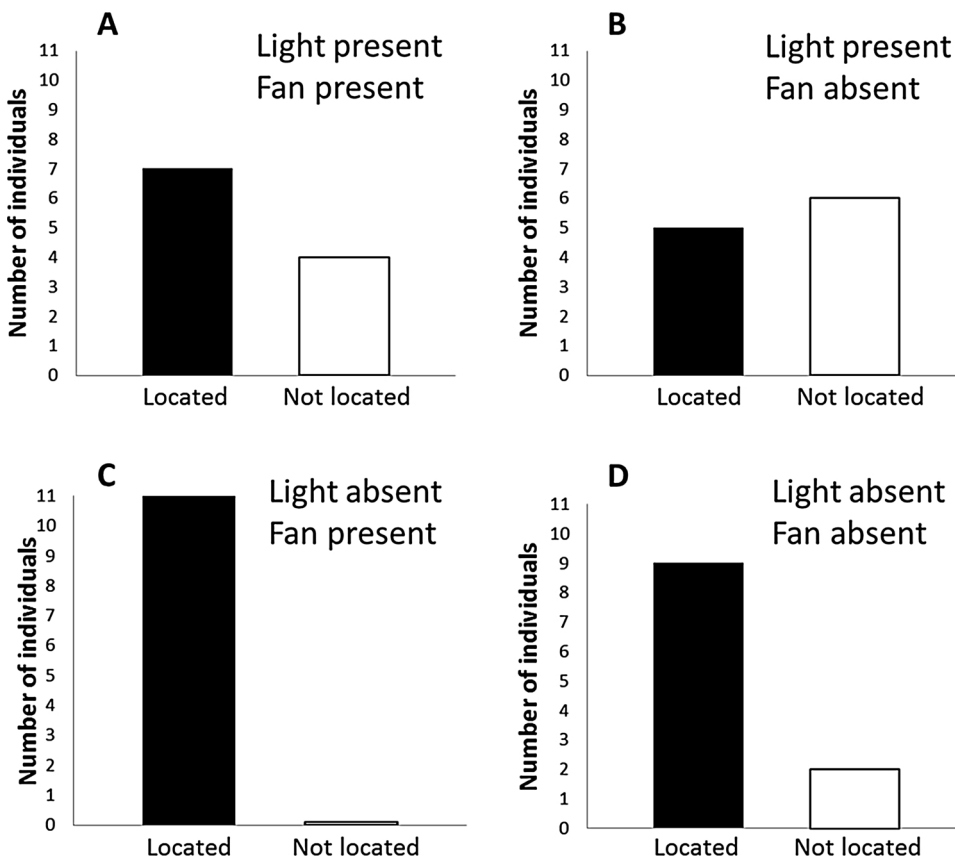 A
Light present
Fan present
Number of individuals
11
10
9
8
7
6
5
4
3
2
1
0
Located
Not located
B
Light present
Fan absent
Number of individuals
11
10
9
8
7
6
5
4
3
2
1
0
Located
Not located
C
Light absent
Fan present
Number of individuals
11
10
9
8
7
6
5
4
3
2
1
0
Located
Not located
D
Light absent
Fan absent
Number of individuals
11
10
9
8
7
6
5
4
3
2
1
0
Located
Not located